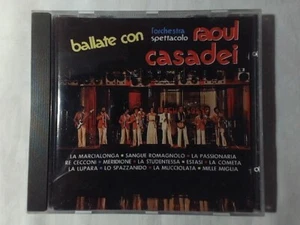 ballate con
l'orchestra
spettacolo
raoul
casadei
LA MARCIALONGA • SANGUE ROMAGNOLO • LA PASSIONARIA
RE CECCONI • MERIDIONE • LA STUDENTESSA • ESTASI • LA COMETA
LA LUPARA • LO SPAZZANIDO • LA MUCCIOLATA • MILLE MIGLIA